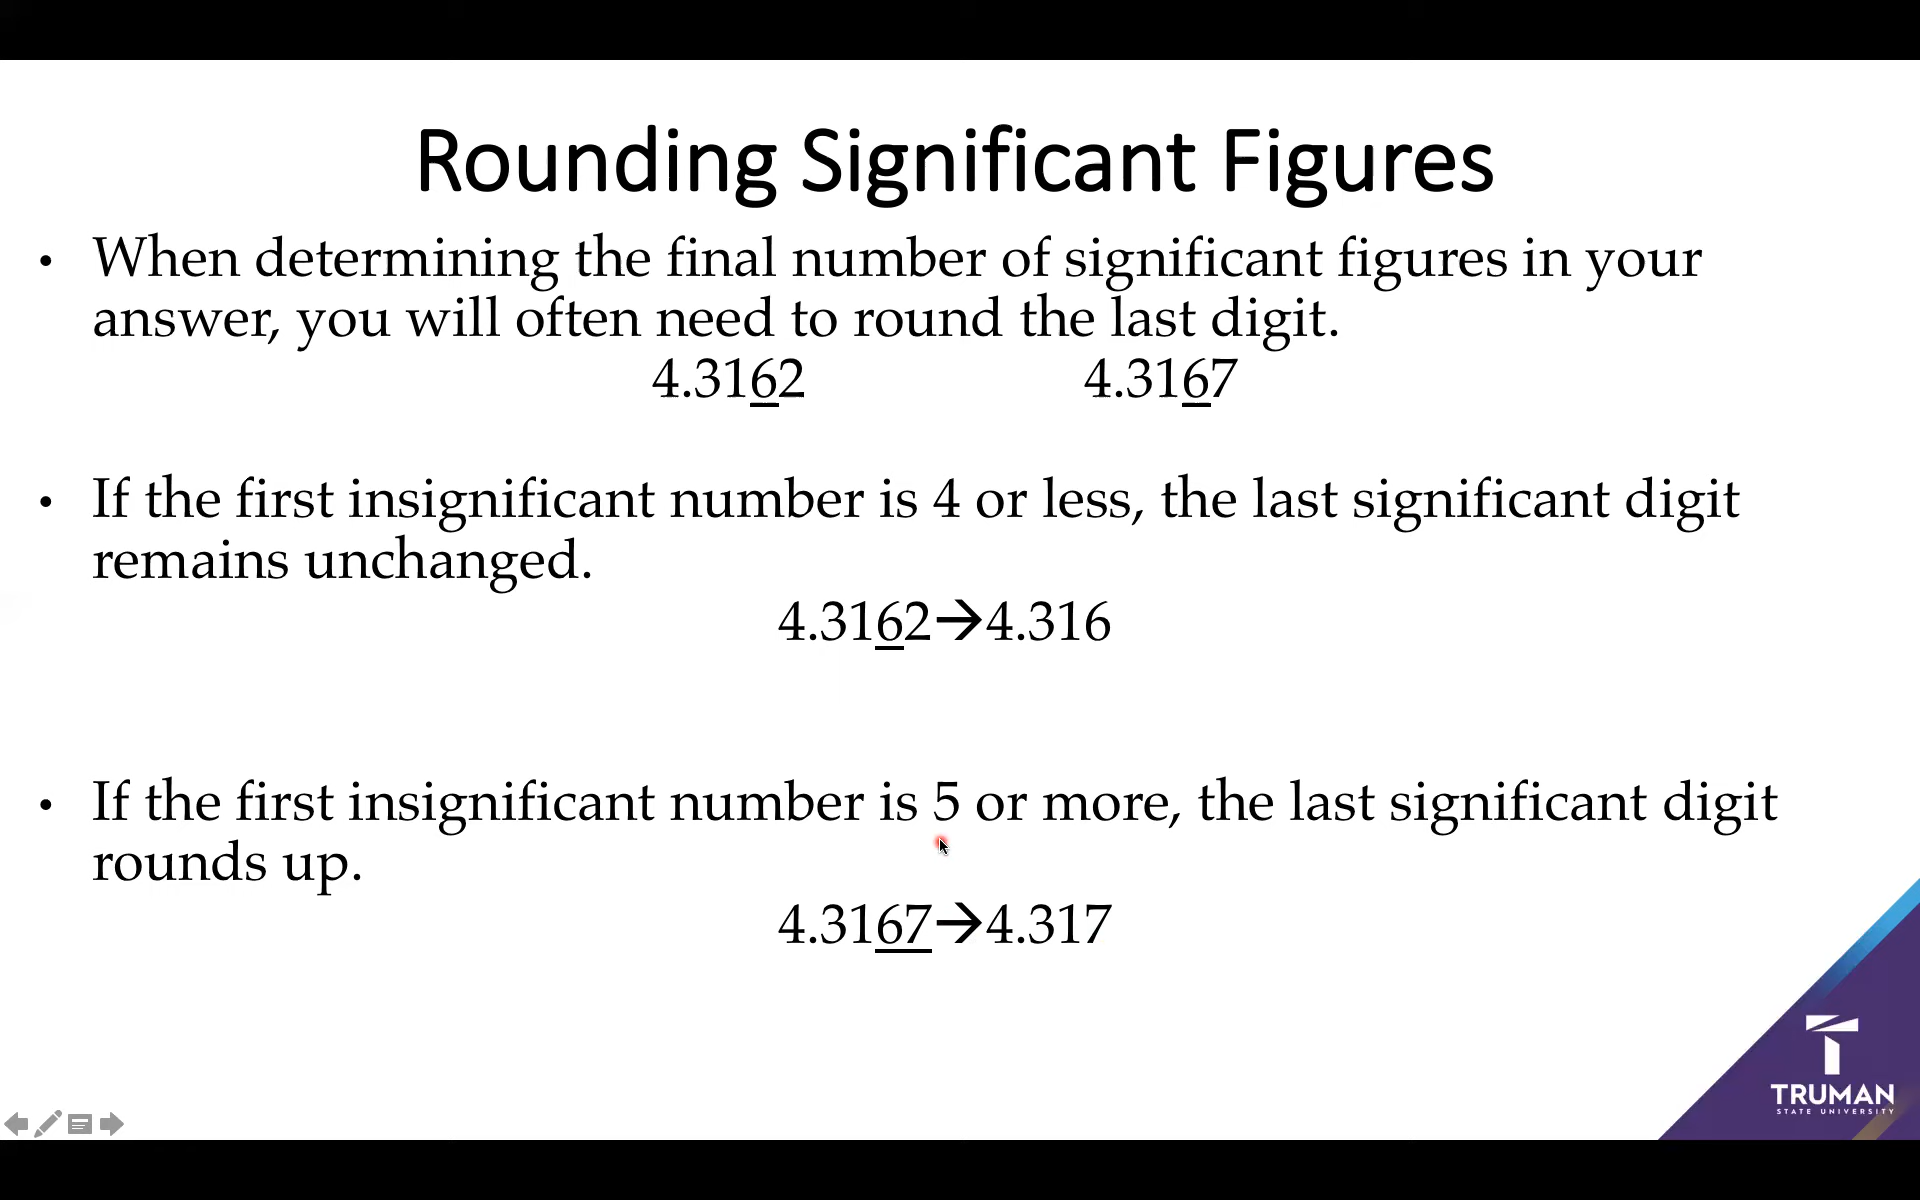 Rounding Significant Figures
• When determining the final number of significant figures in your
answer, you will often need to round the last digit.
4.3162 4.3167
• If the first insignificant number is 4 or less, the last significant digit
remains unchanged.
4.3162→4.316
• If the first insignificant number is 5 or more, the last significant digit
rounds up.
4.3167→4.317
TRUMAN
STATE UNIVERSITY